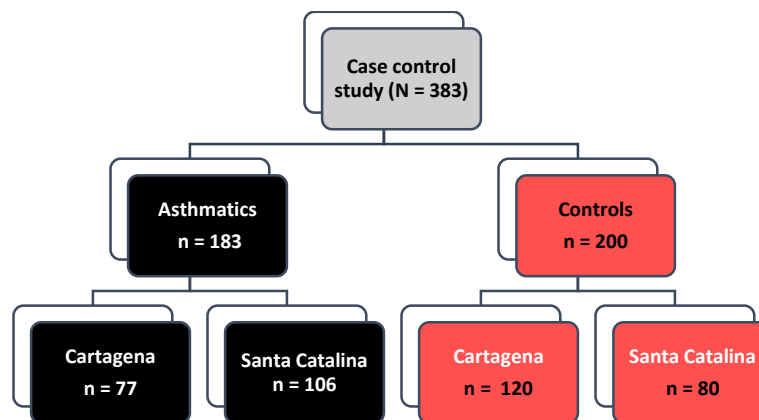 Case control
study (N = 383)
Asthmatics
n = 183
Controls
n = 200
Cartagena
n = 77
Santa Catalina
n = 106
Cartagena
n =  120
Santa Catalina
n = 80